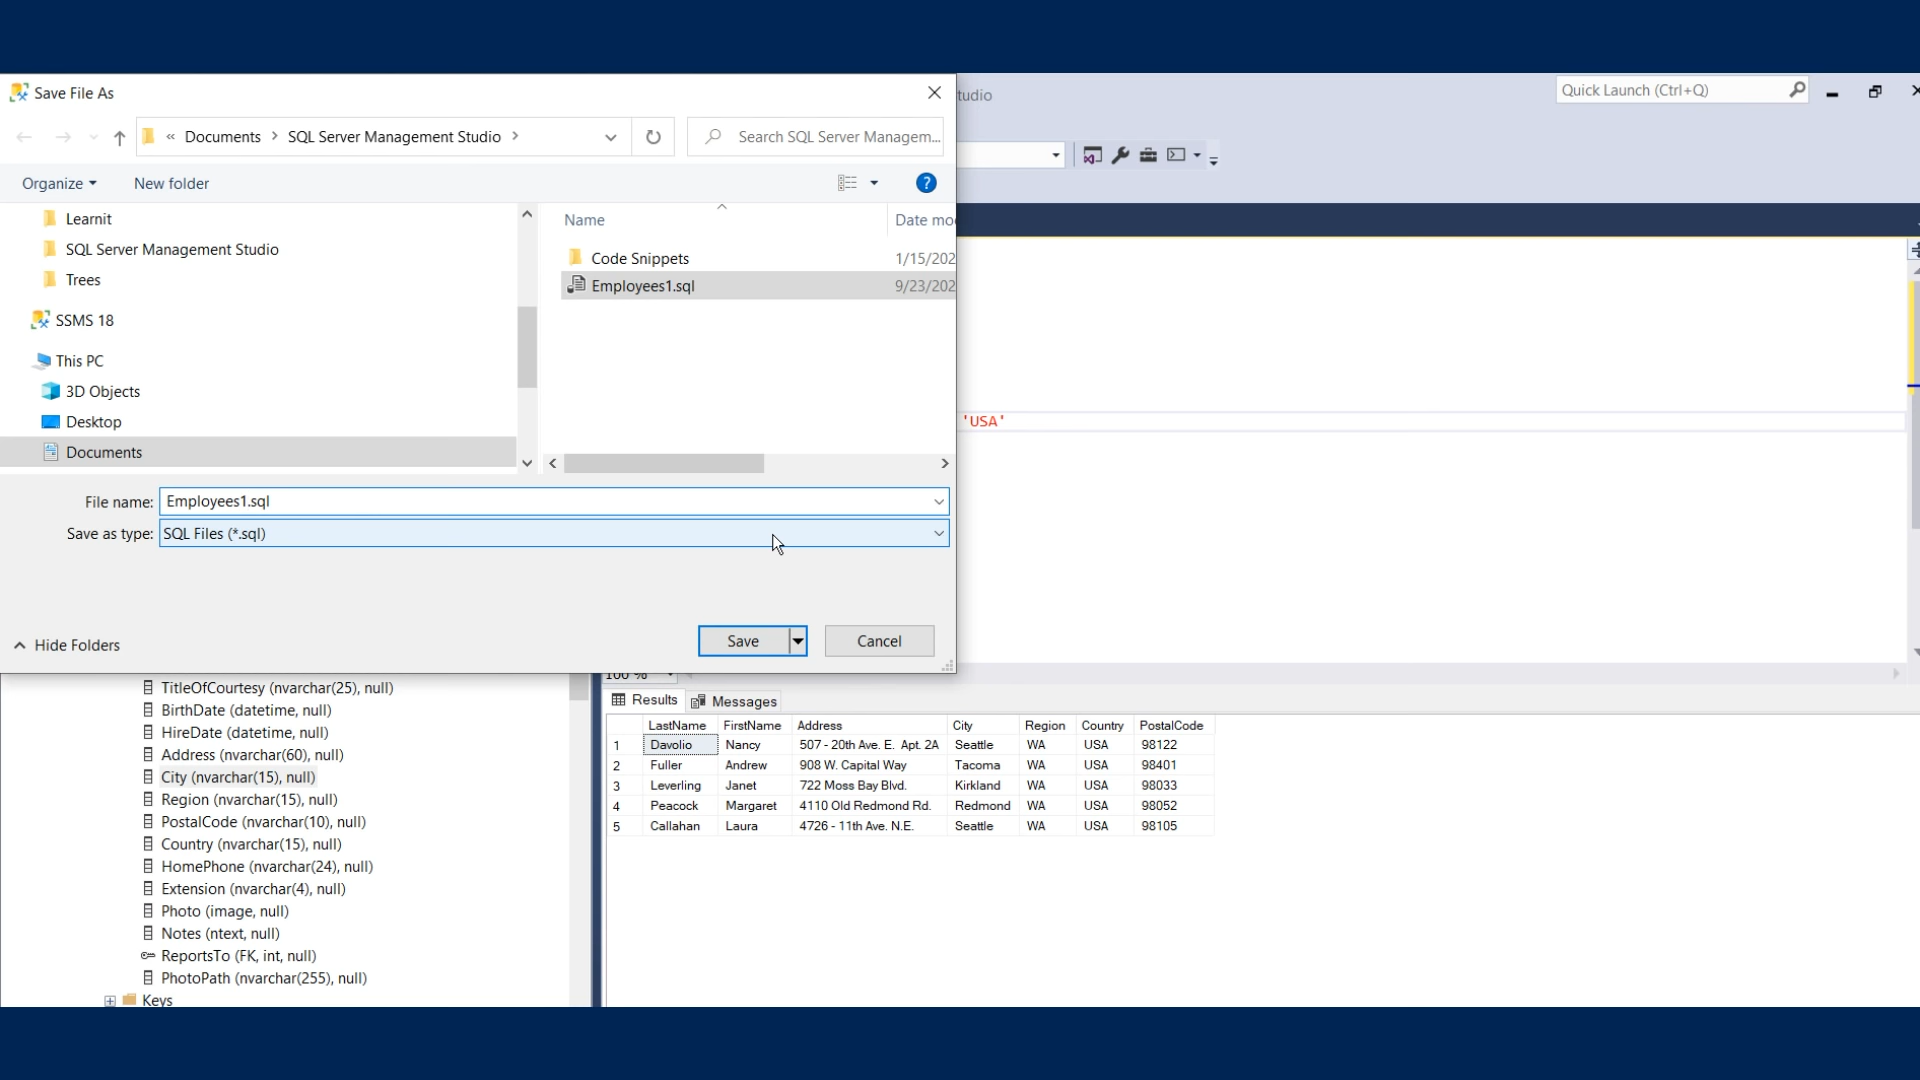 Save File As
tudio
Quick Launch (Ctrl+Q)
« Documents > SQL Server Management Studio >
Search SQL Server Managem...
Organize
New folder
?
Learnit
SQL Server Management Studio
Trees
SSMS 18
This PC
3D Objects
Desktop
Documents
Name Date mo
Code Snippets 1/15/202
Employees1.sql 9/23/202
'USA'
File name: Employees1.sql
Save as type: SQL Files (*.sql)
Hide Folders
Save
Cancel
TitleOfCourtesy (nvarchar(25), null)
BirthDate (datetime, null)
HireDate (datetime, null)
Address (nvarchar(60), null)
City (nvarchar(15), null)
Region (nvarchar(15), null)
PostalCode (nvarchar(10), null)
Country (nvarchar(15), null)
HomePhone (nvarchar(24), null)
Extension (nvarchar(4), null)
Photo (image, null)
Notes (ntext, null)
ReportsTo (FK, int, null)
PhotoPath (nvarchar(255), null)
Keys
100 %
Results Messages
LastName FirstName Address City Region Country PostalCode
1 Davolio Nancy 507 - 20th Ave. E. Apt. 2A Seattle WA USA 98122
2 Fuller Andrew 908 W. Capital Way Tacoma WA USA 98401
3 Leverling Janet 722 Moss Bay Blvd. Kirkland WA USA 98033
4 Peacock Margaret 4110 Old Redmond Rd. Redmond WA USA 98052
5 Callahan Laura 4726 - 11th Ave. N.E. Seattle WA USA 98105